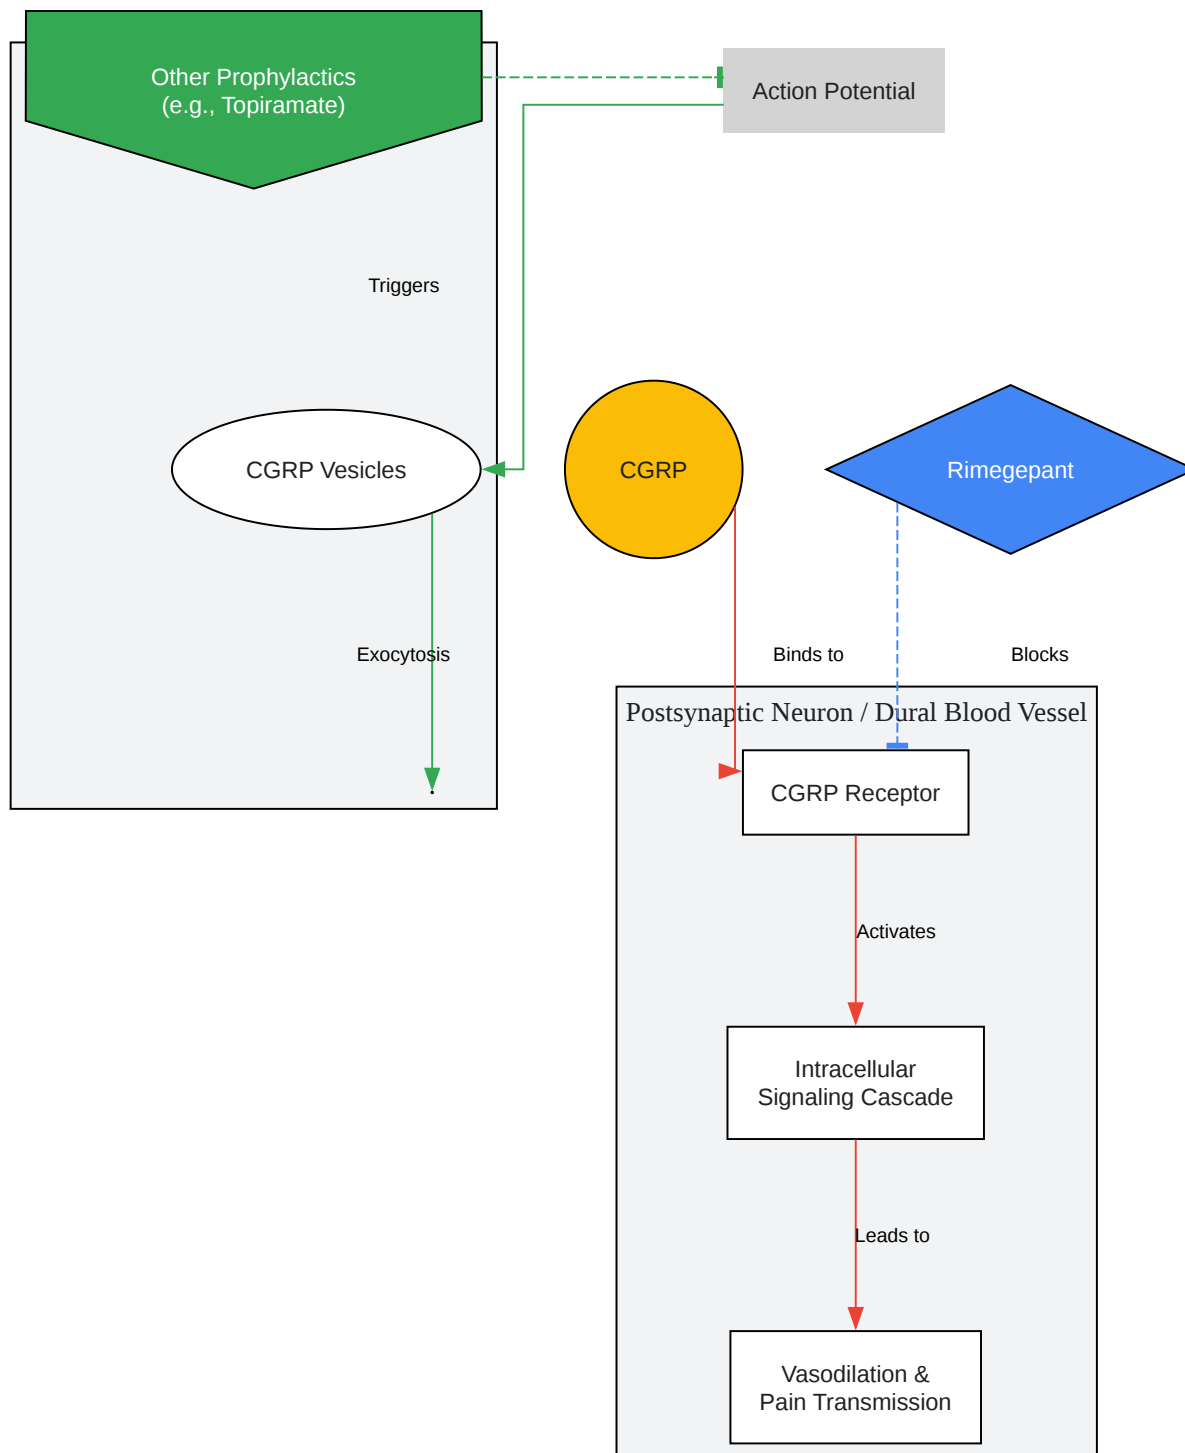 Other Prophylactics
(e.g., Topiramate)
Action Potential
Triggers
CGRP Vesicles
CGRP
Rimegepant
Exocytosis
Binds to
Blocks
Postsynaptic Neuron / Dural Blood Vessel
CGRP Receptor
Activates
Intracellular
Signaling Cascade
Leads to
Vasodilation &
Pain Transmission